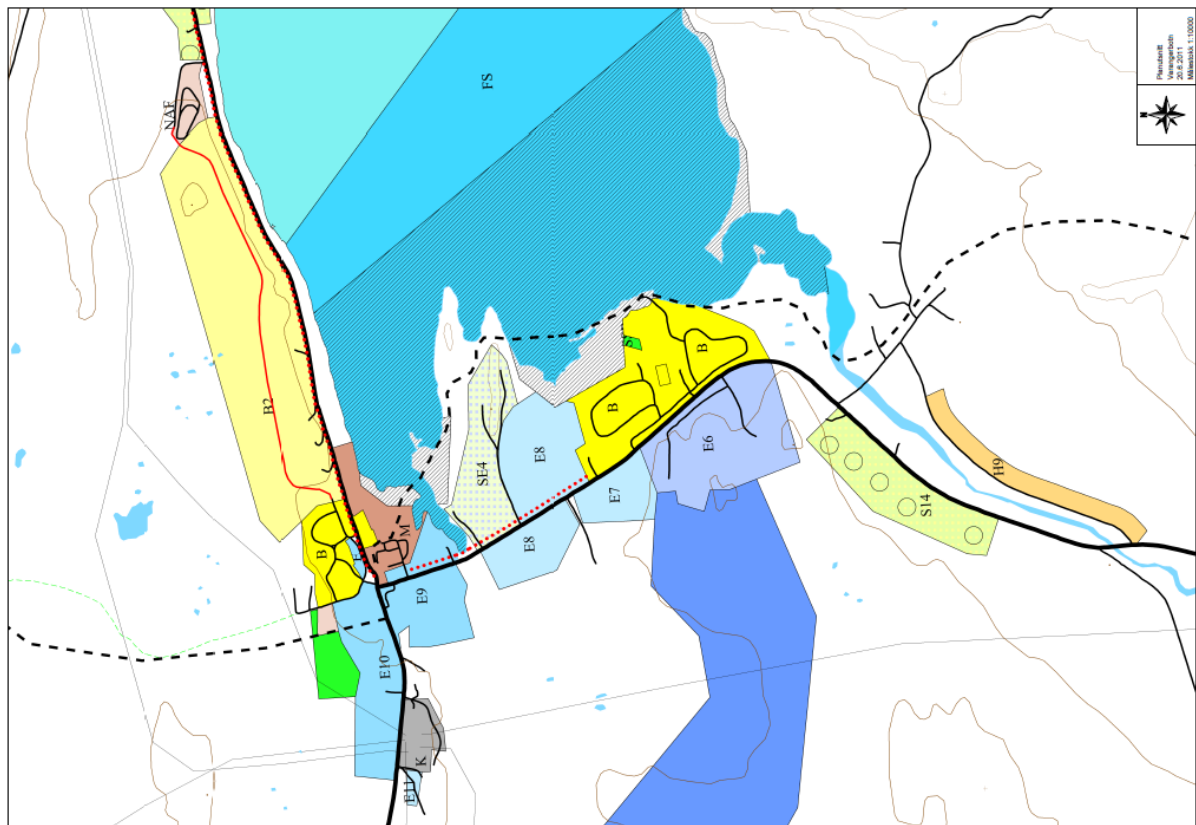 Planutsnitt
Varangerbotn
20.6.2011
Målestokk 1:10000
N
NAF
FS
B2
B
M
E9
E10
E11
K
SE4
E8
E8
E7
E6
B
B
S14
H9